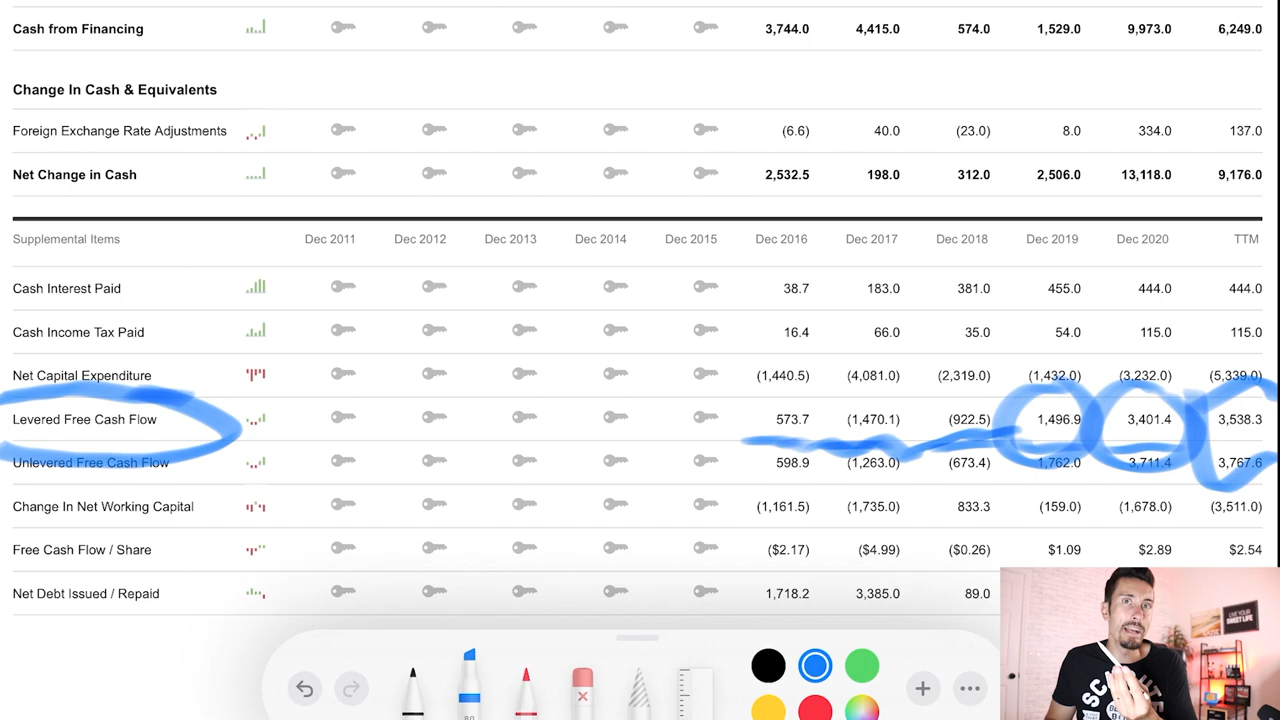 Cash from Financing 3,744.0 4,415.0 574.0 1,529.0 9,973.0 6,249.0
Change In Cash & Equivalents
Foreign Exchange Rate Adjustments (6.6) 40.0 (23.0) 8.0 334.0 137.0
Net Change in Cash 2,532.5 198.0 312.0 2,506.0 13,118.0 9,176.0
Supplemental Items Dec 2011 Dec 2012 Dec 2013 Dec 2014 Dec 2015 Dec 2016 Dec 2017 Dec 2018 Dec 2019 Dec 2020 TTM
Cash Interest Paid 38.7 183.0 381.0 455.0 444.0 444.0
Cash Income Tax Paid 16.4 66.0 35.0 54.0 115.0 115.0
Net Capital Expenditure (1,440.5) (4,081.0) (2,319.0) (1,432.0) (3,232.0) (5,339.0)
Levered Free Cash Flow 573.7 (1,470.1) (922.5) 1,496.9 3,401.4 3,538.3
Unlevered Free Cash Flow 598.9 (1,263.0) (673.4) 1,762.0 3,711.4 3,767.6
Change In Net Working Capital (1,161.5) (1,735.0) 833.3 (159.0) (1,678.0) (3,511.0)
Free Cash Flow / Share ($2.17) ($4.99) ($0.26) $1.09 $2.89 $2.54
Net Debt Issued / Repaid 1,718.2 3,385.0 89.0
80
LIVE YOUR
SWEET LIFE